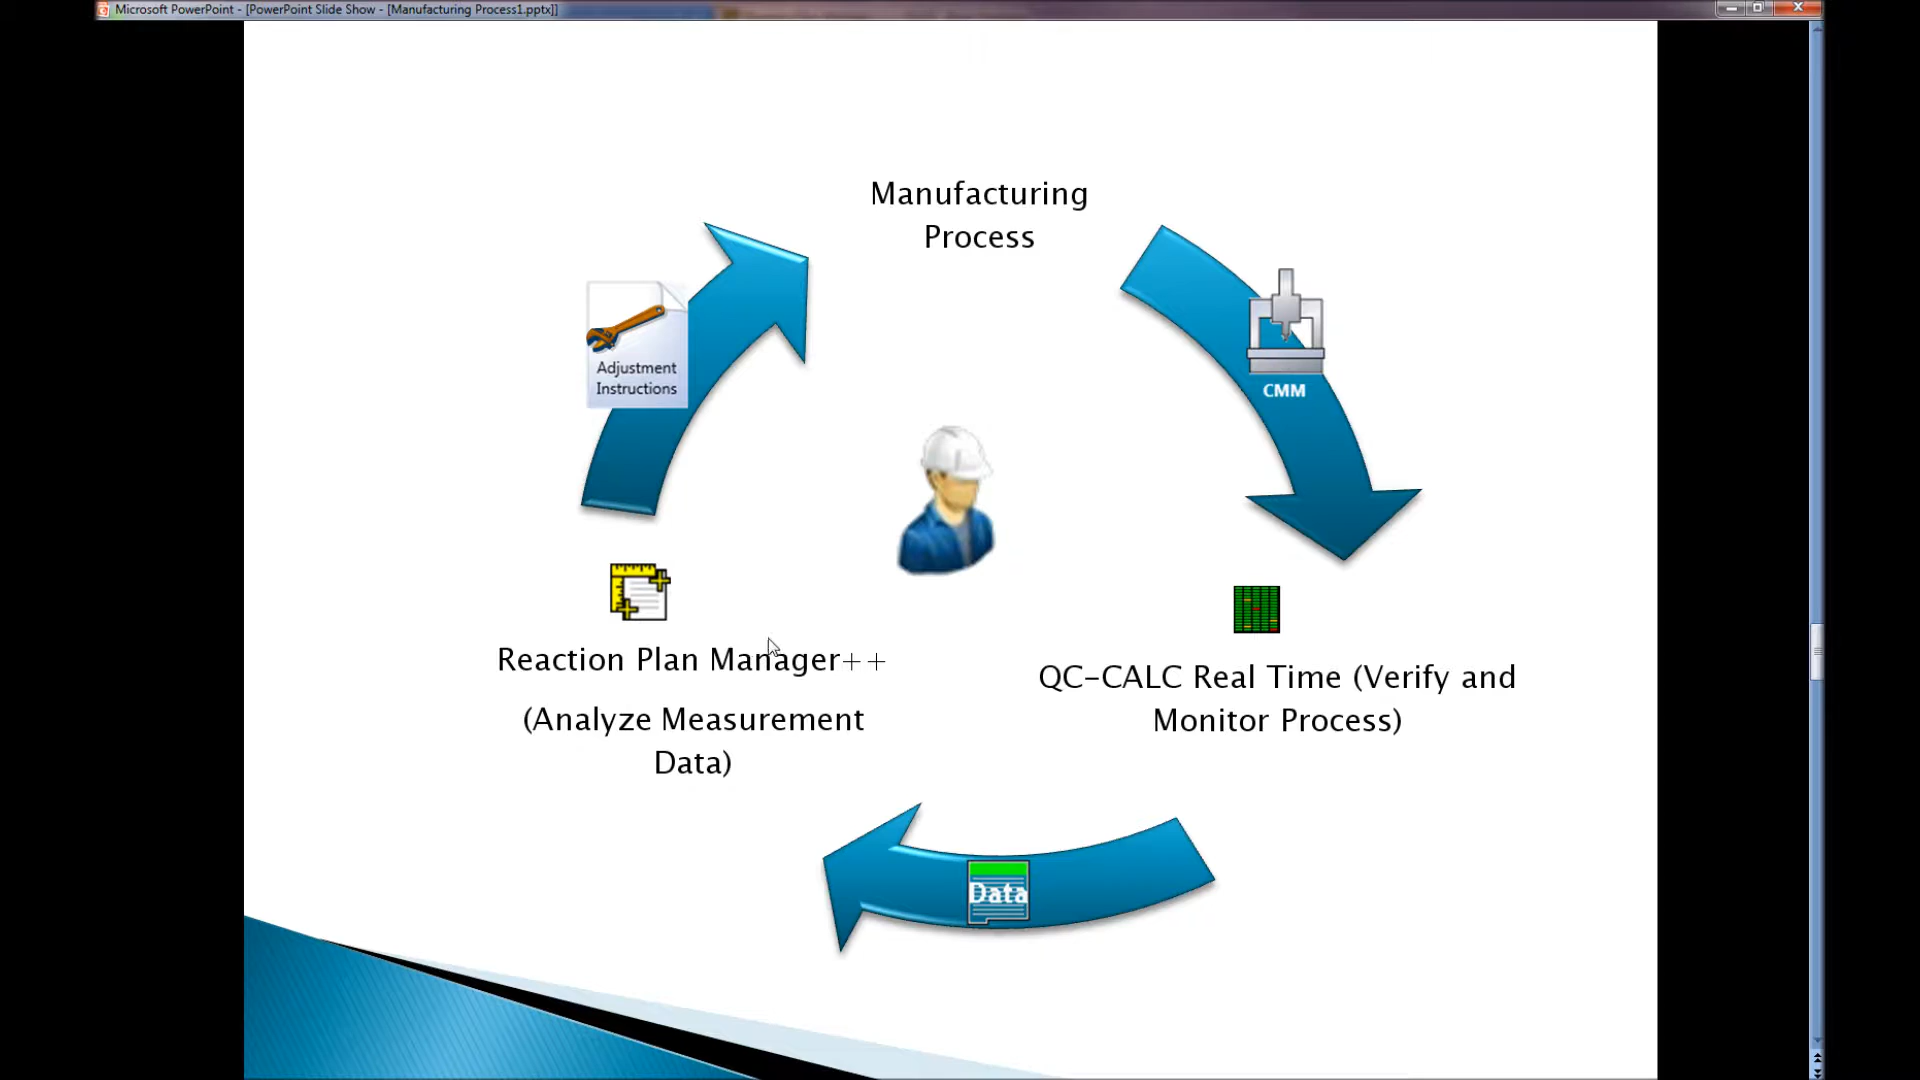 Microsoft PowerPoint - [PowerPoint Slide Show - [Manufacturing Process1.pptx]]
Manufacturing
Process
Adjustment
Instructions
CMM
Reaction Plan Manager++
(Analyze Measurement
Data)
QC-CALC Real Time (Verify and
Monitor Process)
Data